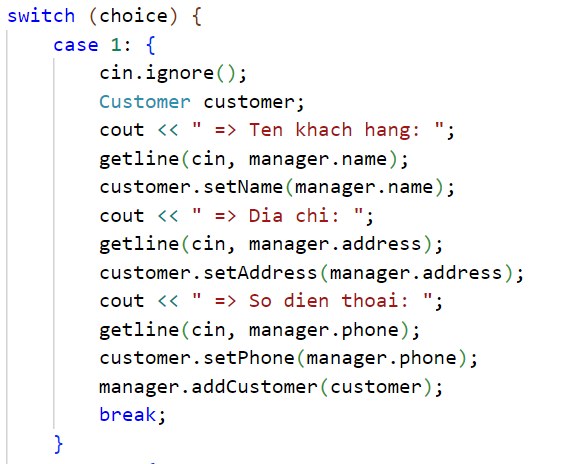 switch (choice) {
case 1: {
cin.ignore();
Customer customer;
cout << " => Ten khach hang: ";
getline(cin, manager.name);
customer.setName(manager.name);
cout << " => Dia chi: ";
getline(cin, manager.address);
customer.setAddress(manager.address);
cout << " => So dien thoai: ";
getline(cin, manager.phone);
customer.setPhone(manager.phone);
manager.addCustomer(customer);
break;
}